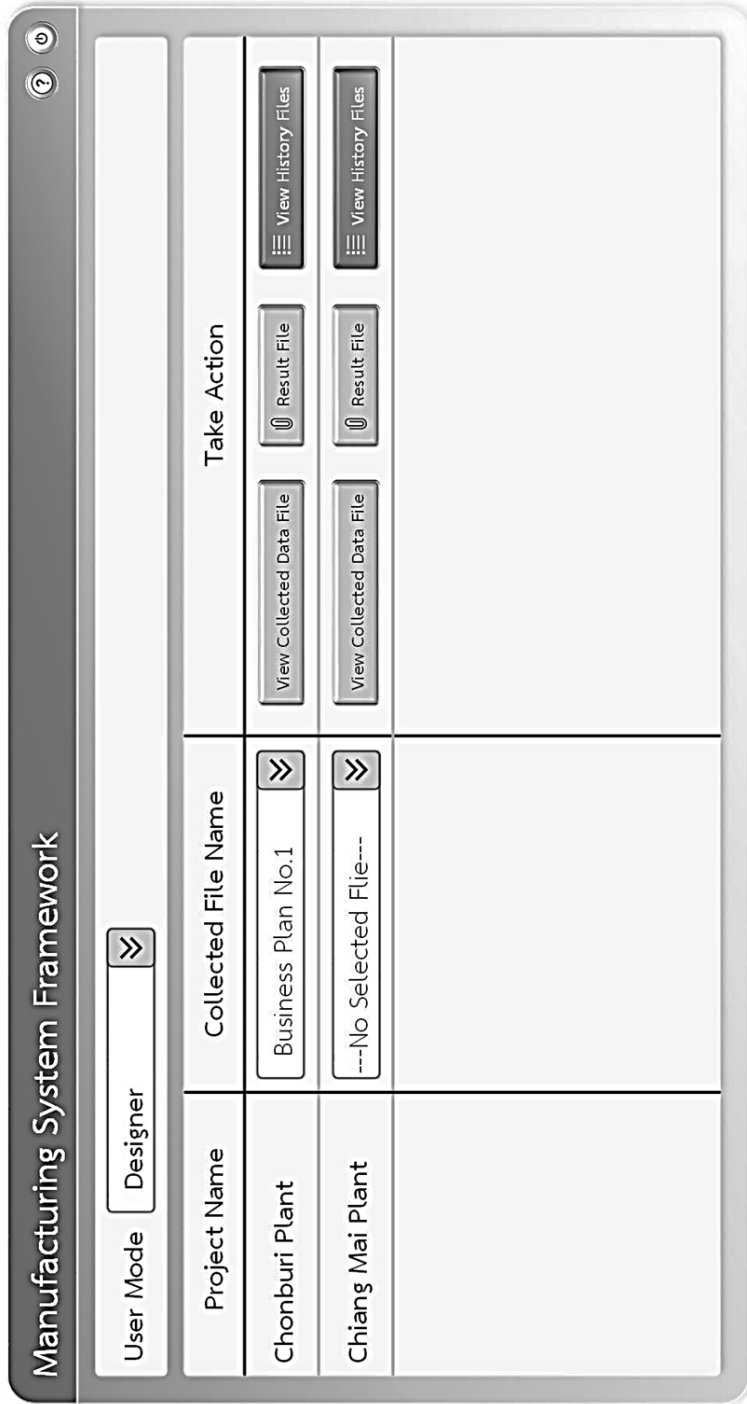 Manufacturing System Framework ?
User Mode Designer
Project Name Collected File Name Take Action
Chonburi Plant Business Plan No.1 View Collected Data File Result File View History Files
Chiang Mai Plant ---No Selected Flie--- View Collected Data File Result File View History Files